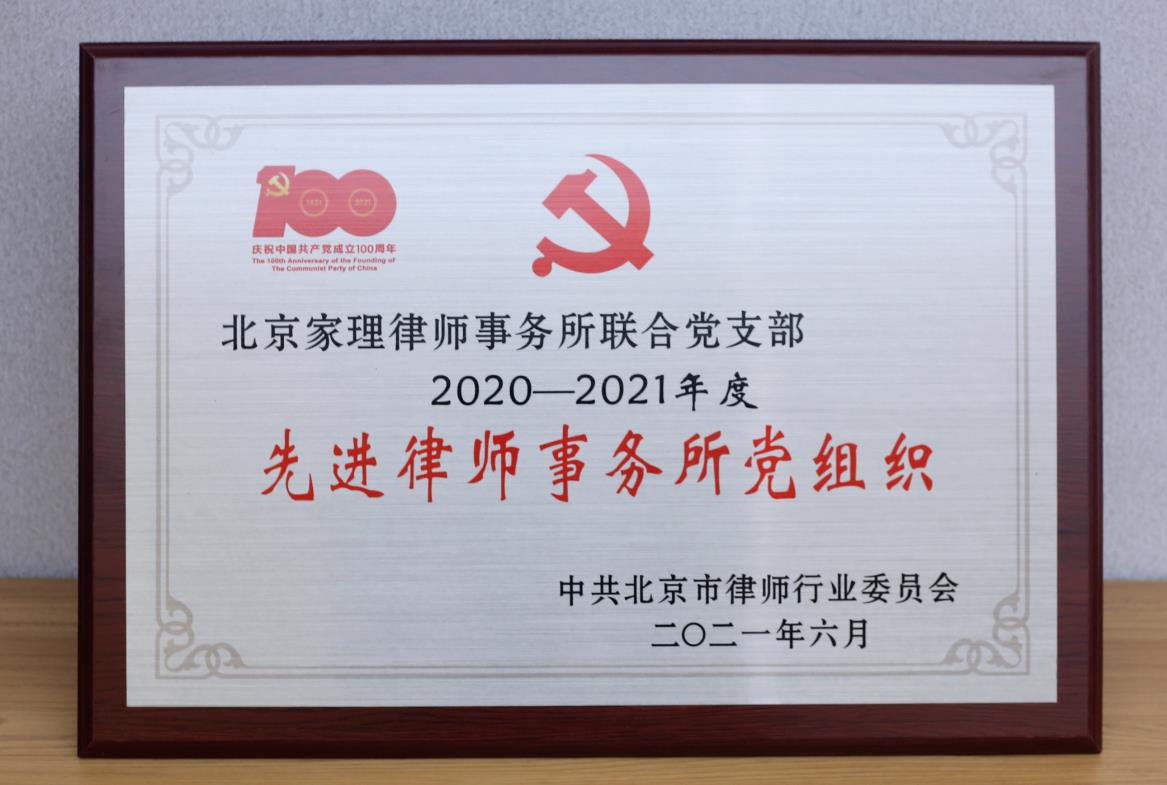 1921 2021
庆祝中国共产党成立100周年
The 100th Anniversary of the Founding of
The Communist Party of China
北京家理律师事务所联合党支部
2020—2021年度
先进律师事务所党组织
中共北京市律师行业委员会
二〇二一年六月